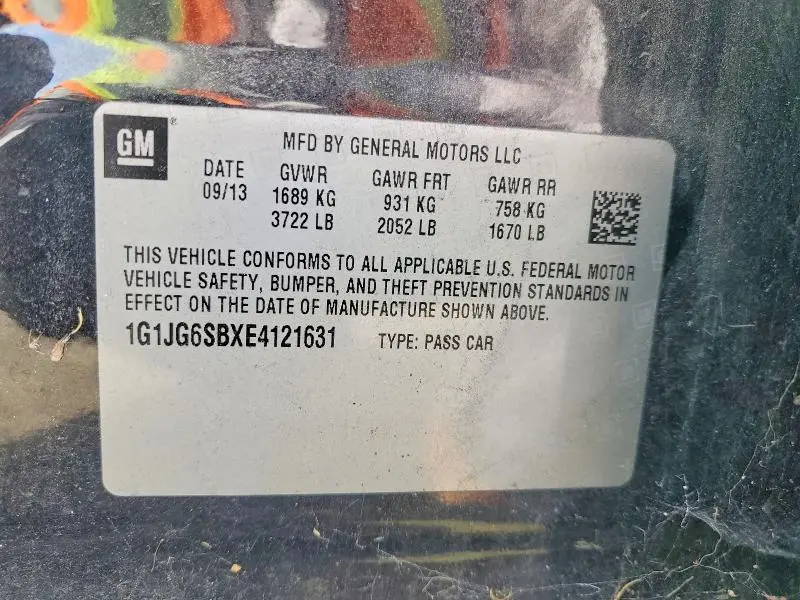 GM
MFD BY GENERAL MOTORS LLC
DATE GVWR GAWR FRT GAWR RR
09/13 1689 KG 931 KG 758 KG
3722 LB 2052 LB 1670 LB
THIS VEHICLE CONFORMS TO ALL APPLICABLE U.S. FEDERAL MOTOR
VEHICLE SAFETY, BUMPER, AND THEFT PREVENTION STANDARDS IN
EFFECT ON THE DATE OF MANUFACTURE SHOWN ABOVE.
1G1JG6SBXE4121631 TYPE: PASS CAR